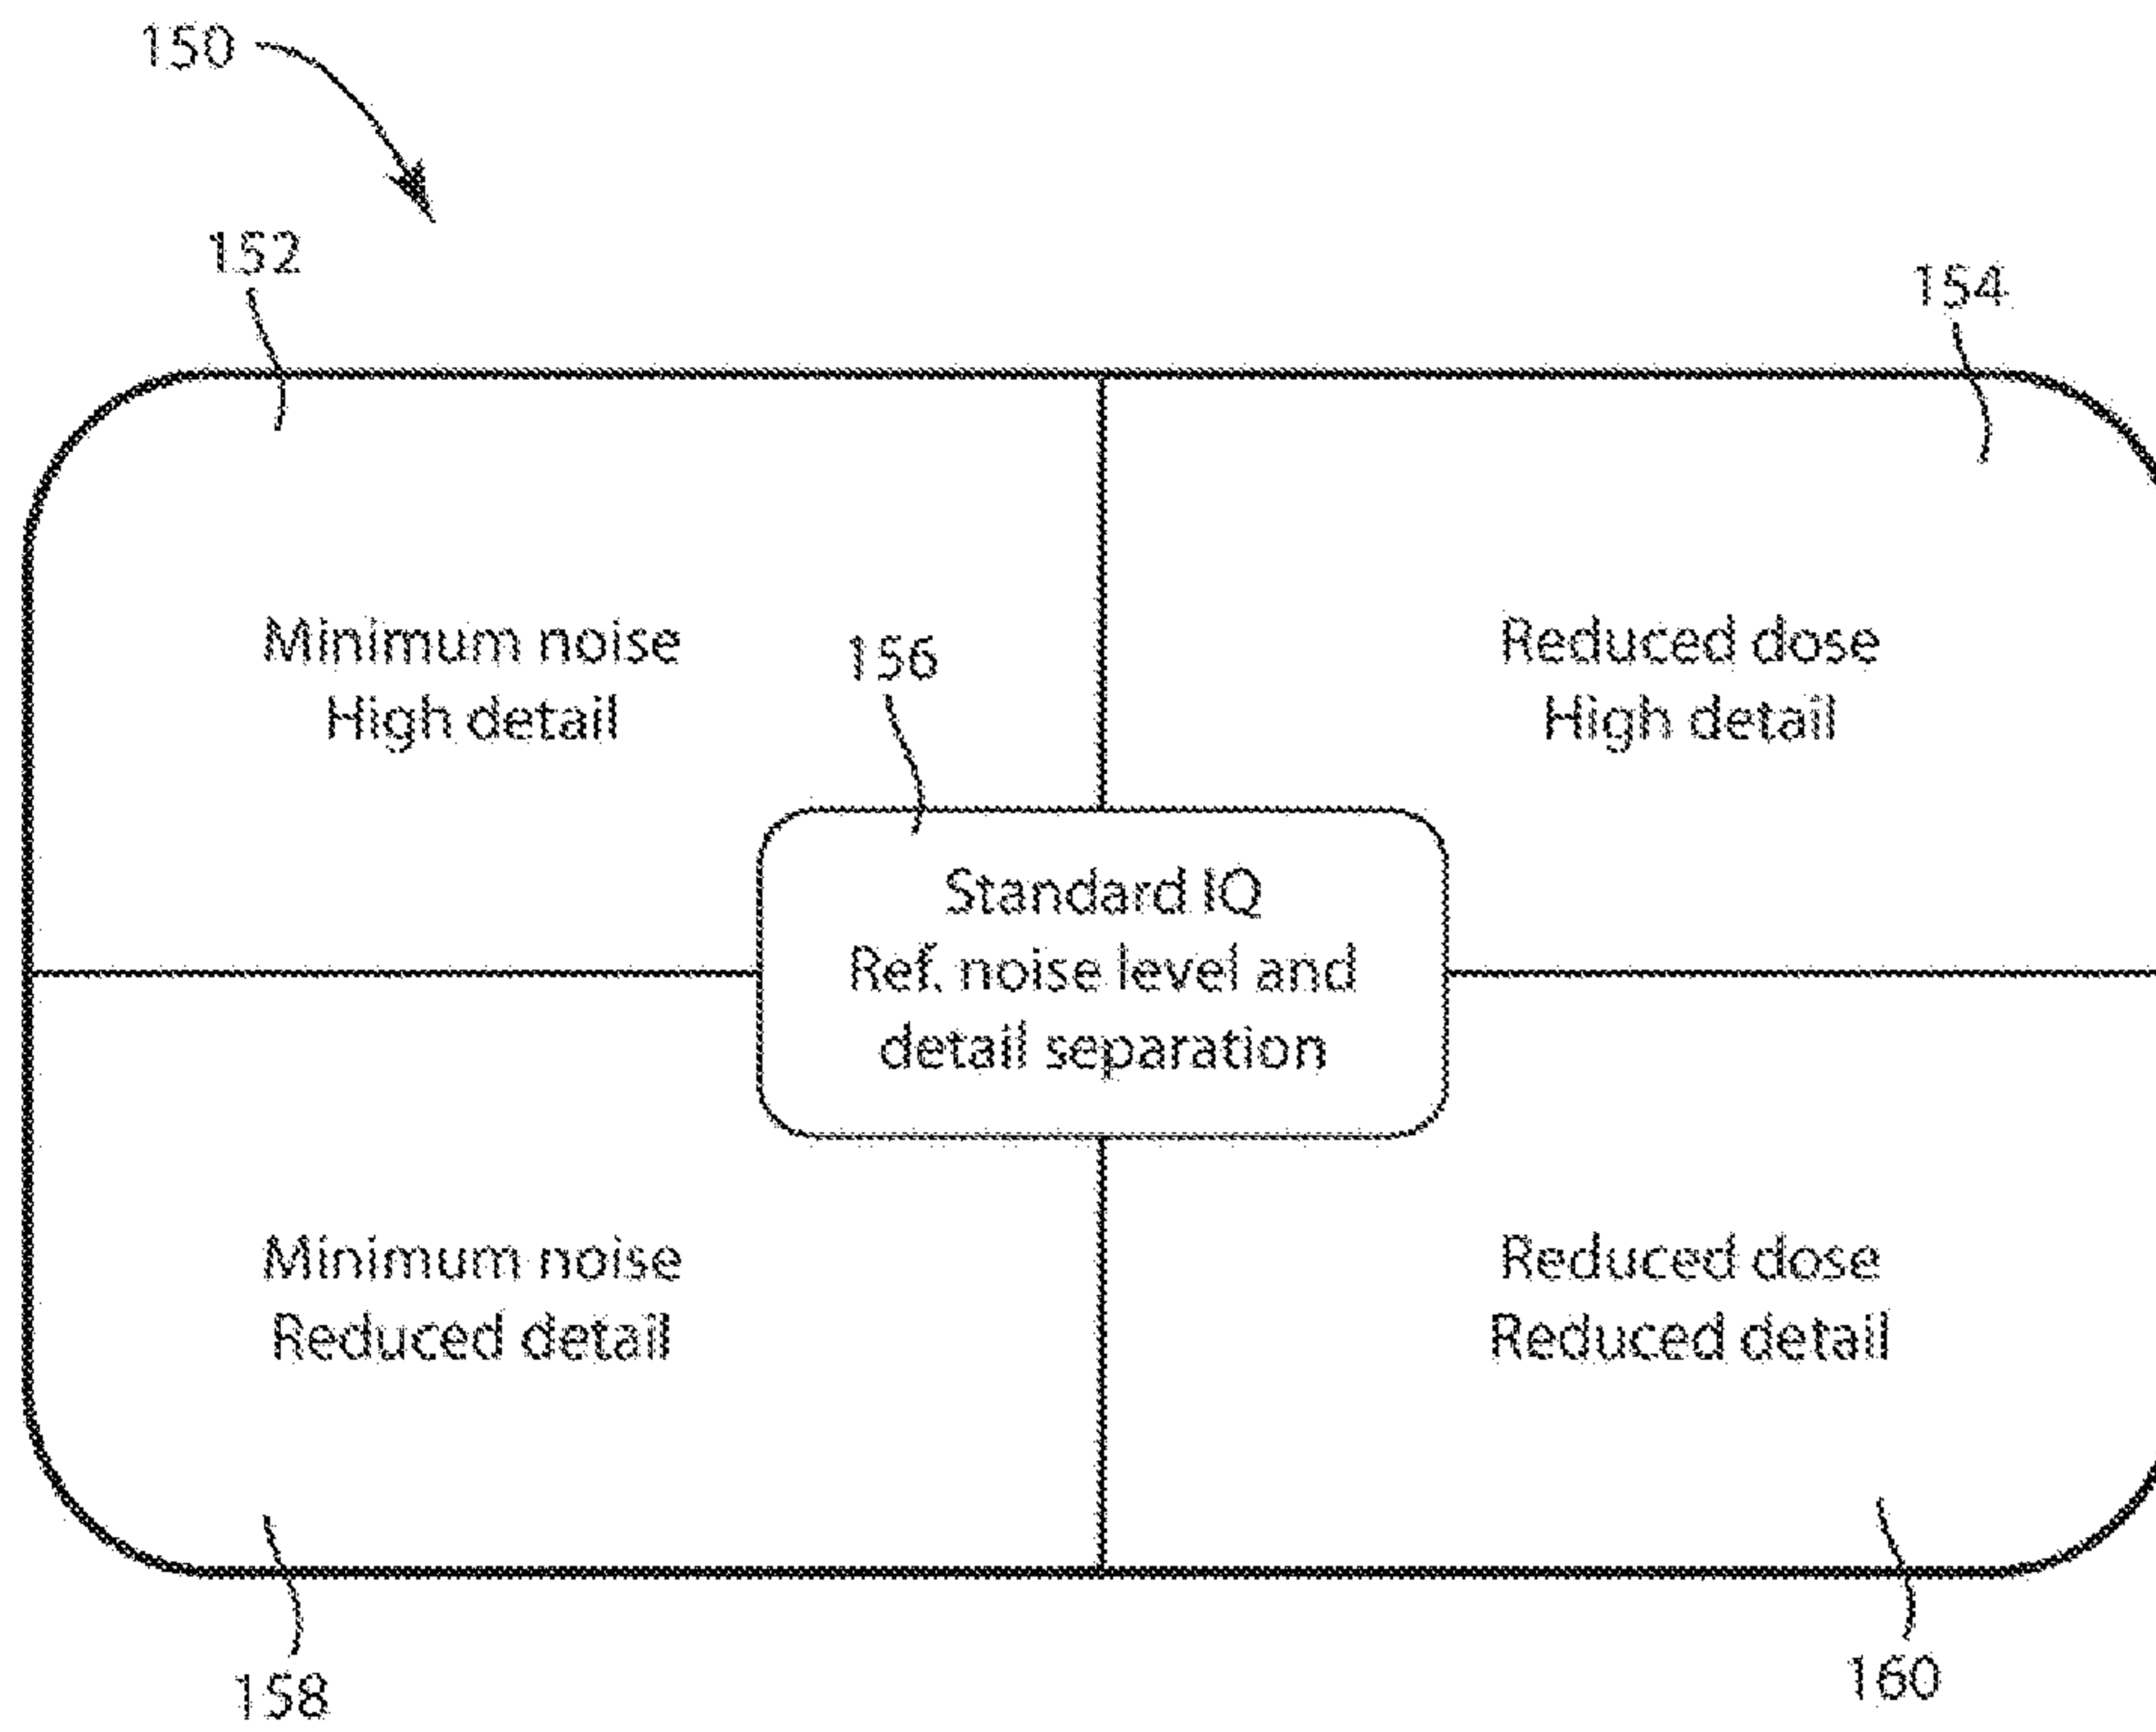 150
152
154
Minimum noise
High detail
156
Reduced dose
High detail
Standard IQ
Ref. noise level and
detail separation
Minimum noise
Reduced detail
Reduced dose
Reduced detail
158
160